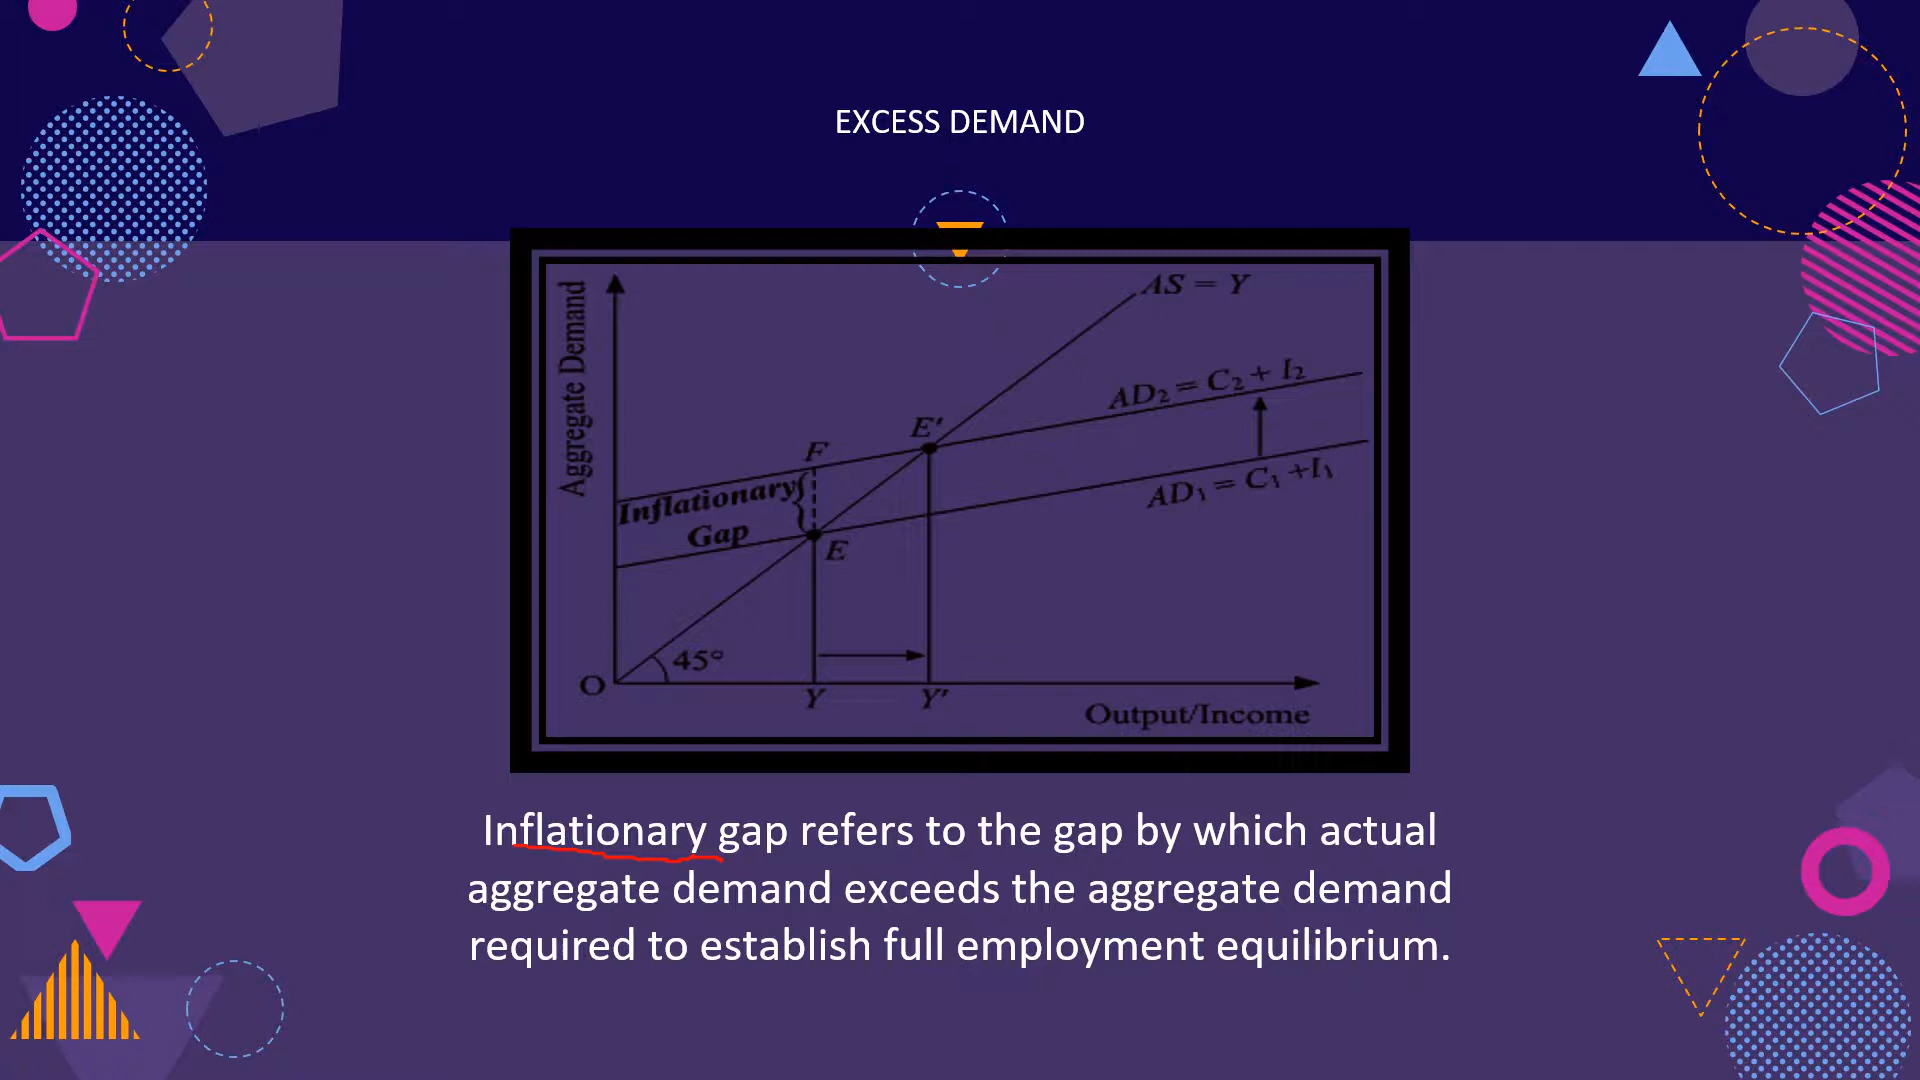 EXCESS DEMAND
Aggregate Demand
AS = Y
AD₂ = C₂ + I₂
E'
F
Inflationary
Gap
AD₁ = C₁ +I₁
E
45°
O
Y
Y'
Output/Income
Inflationary gap refers to the gap by which actual
aggregate demand exceeds the aggregate demand
required to establish full employment equilibrium.